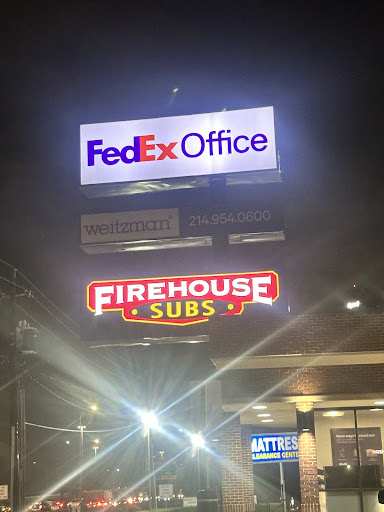 FedEx Office
weitzman® 214.954.0600
FIREHOUSE
SUBS
MATTRESS
CLEARANCE CENTER